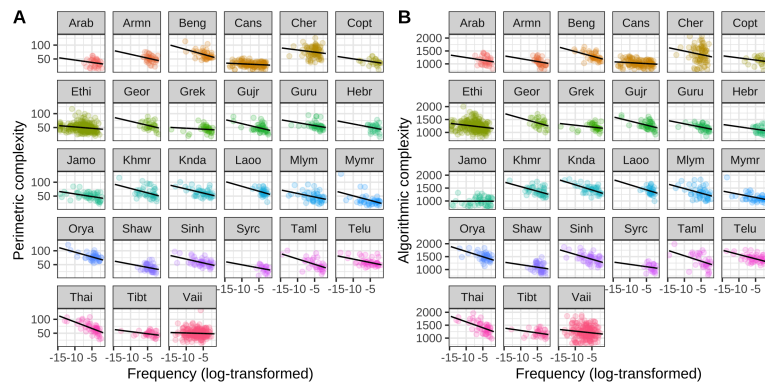 A
B
Arab Armn Beng Cans Cher Copt
Arab Armn Beng Cans Cher Copt
100
50
2000
1500
1000
Ethi Geor Grek Gujr Guru Hebr
Ethi Geor Grek Gujr Guru Hebr
100
50
2000
1500
1000
Jamo Khmr Knda Laoo Mlym Mymr
Jamo Khmr Knda Laoo Mlym Mymr
100
50
2000
1500
1000
Orya Shaw Sinh Syrc Taml Telu
Orya Shaw Sinh Syrc Taml Telu
100
50
2000
1500
1000
-15-10 -5 -15-10 -5 -15-10 -5
-15-10 -5 -15-10 -5 -15-10 -5
Thai Tibt Vaii
Thai Tibt Vaii
100
50
2000
1500
1000
-15-10 -5 -15-10 -5 -15-10 -5
-15-10 -5 -15-10 -5 -15-10 -5
Perimetric complexity
Algorithmic complexity
Frequency (log-transformed)
Frequency (log-transformed)